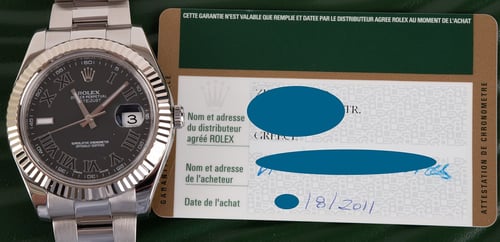 CETTE GARANTIE N'EST VALABLE QUE REMPLIE ET DATEE PAR LE DISTRIBUTEUR AGREE ROLEX AU MOMENT DE L'ACHAT
ROLEX
OYSTER PERPETUAL
DATEJUST
3
SUPERLATIVE CHRONOMETER
OFFICIALLY CERTIFIED
Nom et adresse
du distributeur
agréé ROLEX
TR.
GREECE
Nom et adresse
de l'acheteur
Date de l'achat
/8/2011
ATTESTATION DE CHRONOMETRE